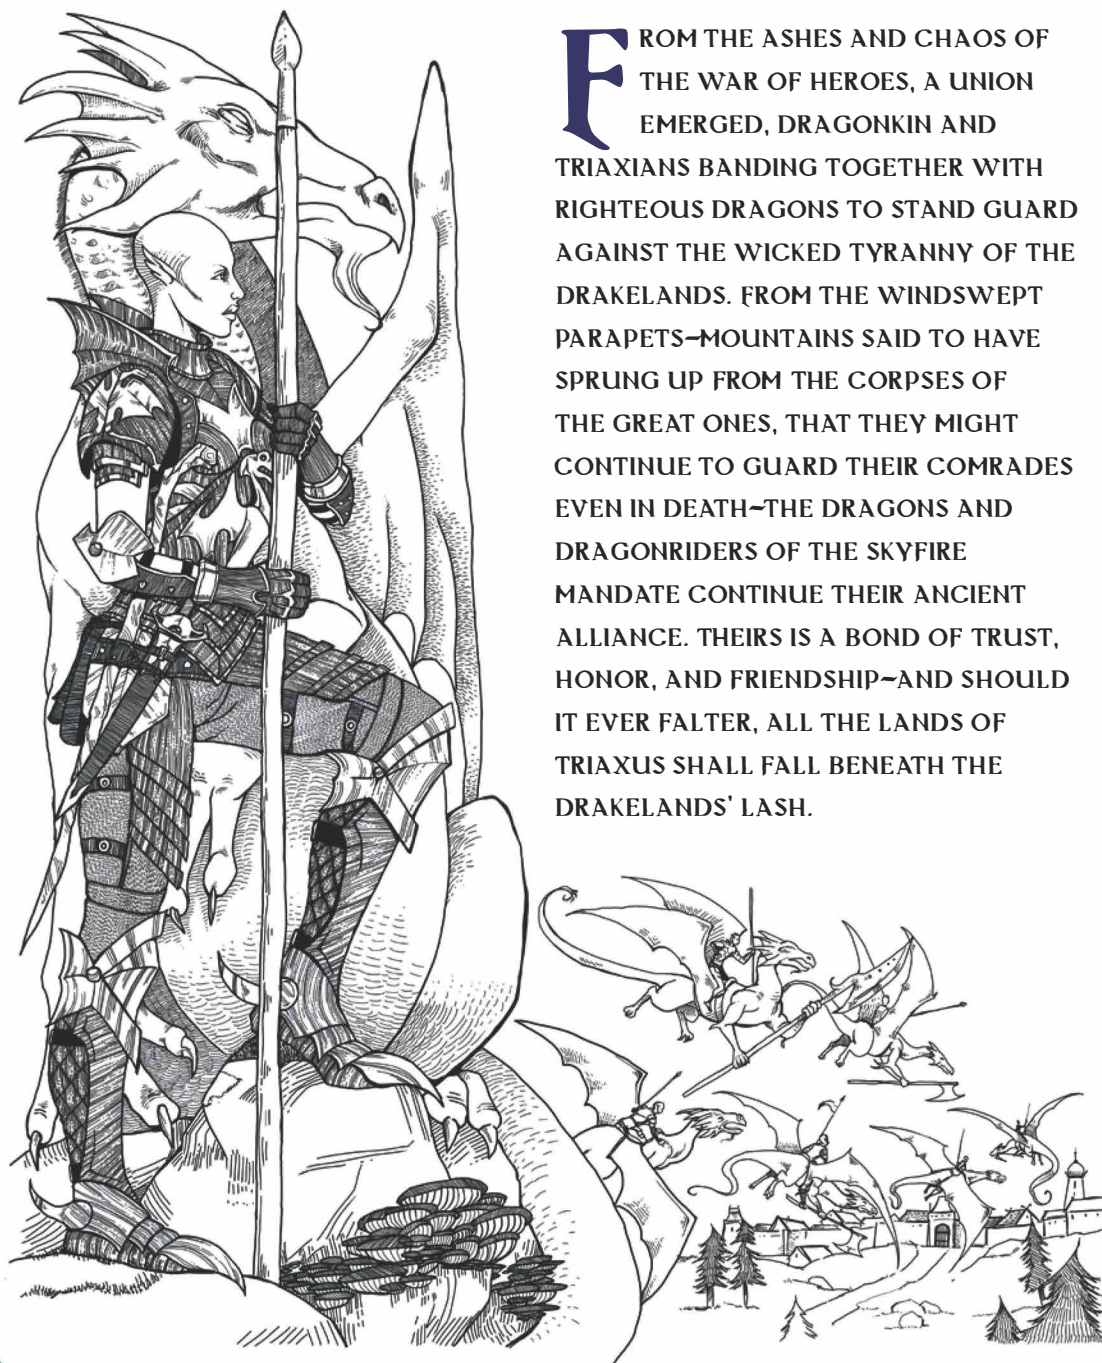 FROM THE ASHES AND CHAOS OF
THE WAR OF HEROES, A UNION
EMERGED, DRAGONKIN AND
TRIAXIANS BANDING TOGETHER WITH
RIGHTEOUS DRAGONS TO STAND GUARD
AGAINST THE WICKED TYRANNY OF THE
DRAKELANDS. FROM THE WINDSWEPT
PARAPETS—MOUNTAINS SAID TO HAVE
SPRUNG UP FROM THE CORPSES OF
THE GREAT ONES, THAT THEY MIGHT
CONTINUE TO GUARD THEIR COMRADES
EVEN IN DEATH—THE DRAGONS AND
DRAGONRIDERS OF THE SKYFIRE
MANDATE CONTINUE THEIR ANCIENT
ALLIANCE. THEIRS IS A BOND OF TRUST,
HONOR, AND FRIENDSHIP—AND SHOULD
IT EVER FALTER, ALL THE LANDS OF
TRIAXUS SHALL FALL BENEATH THE
DRAKELANDS' LASH.